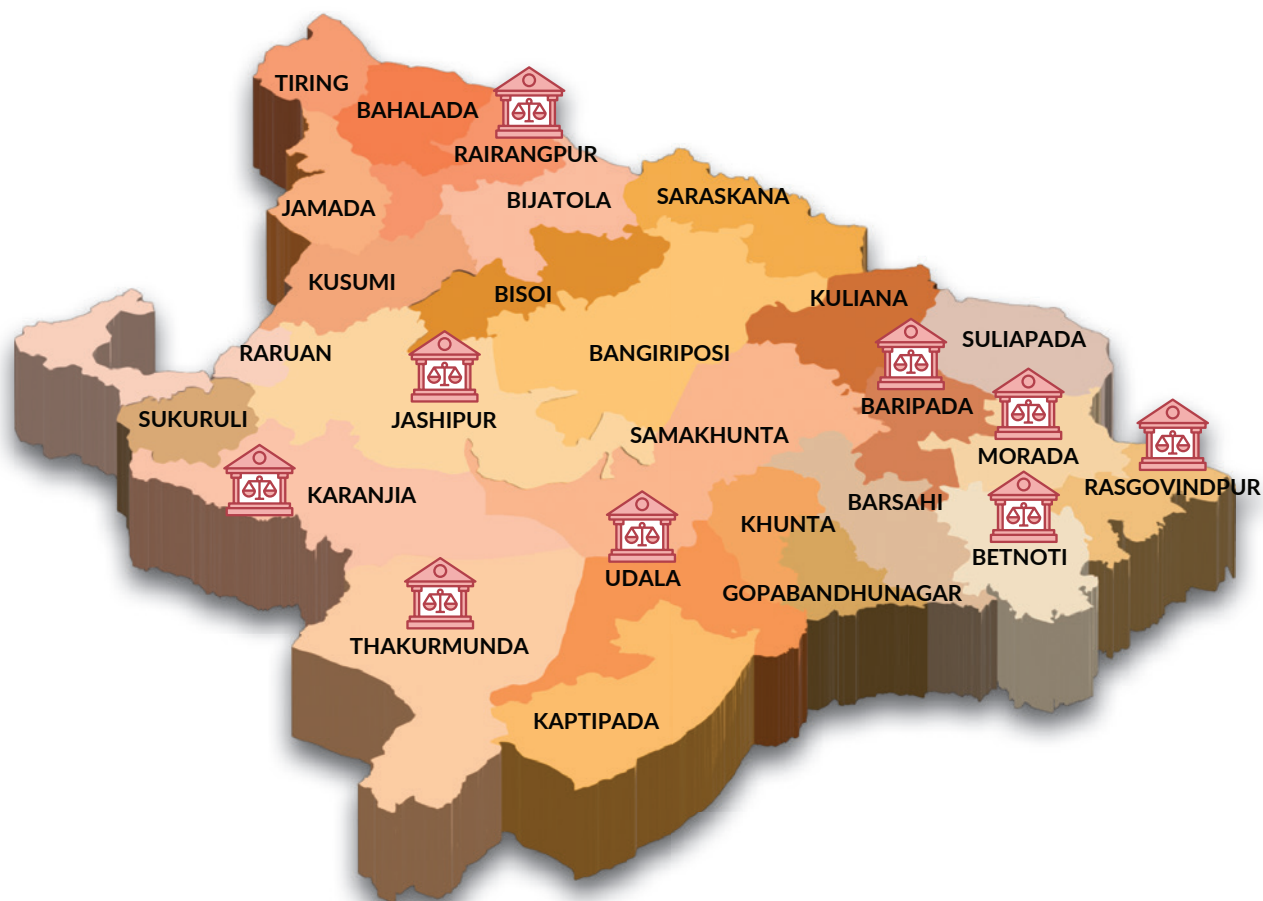 TIRING
BAHALADA
RAIRANGPUR
JAMADA
BIJATOLA
SARASKANA
KUSUMI
BISOI
KULIANA
RARUAN
BANGIRIPOSI
SULIAPADA
SUKURULI
JASHIPUR
BARIPADA
SAMAKHUNTA
MORADA
KARANJIA
RASGOVINDPUR
BARSAHI
KHUNTA
BETNOTI
UDALA
GOPABANDHUNAGAR
THAKURMUNDA
KAPTIPADA